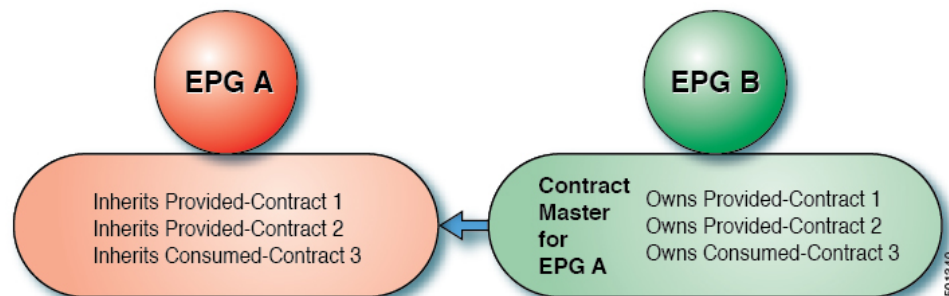 EPG A
EPG B
Inherits Provided-Contract 1
Inherits Provided-Contract 2
Inherits Consumed-Contract 3
Contract
Master
for
EPG A
Owns Provided-Contract 1
Owns Provided-Contract 2
Owns Consumed-Contract 3